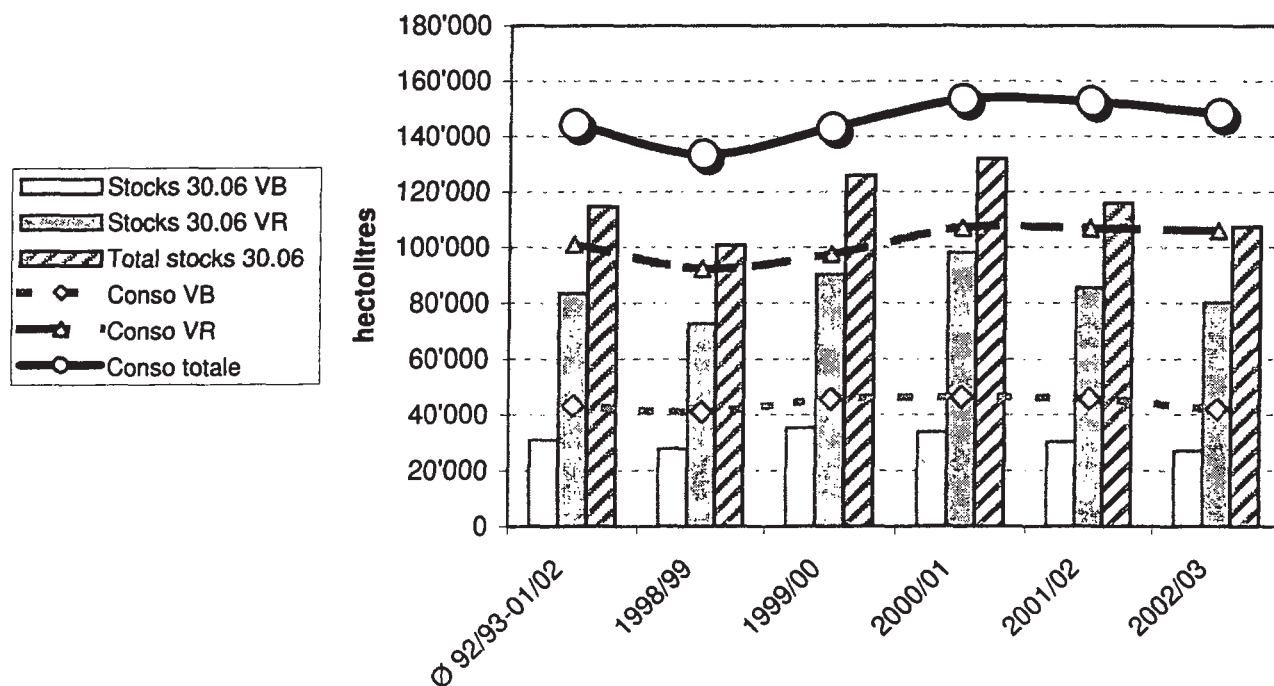 180'000
160'000
140'000
120'000
100'000
80'000
60'000
40'000
20'000
0
hectolitres
Stocks 30.06 VB
Stocks 30.06 VR
Total stocks 30.06
Conso VB
Conso VR
Conso totale
Ø 92/93-01/02
1998/99
1999/00
2000/01
2001/02
2002/03